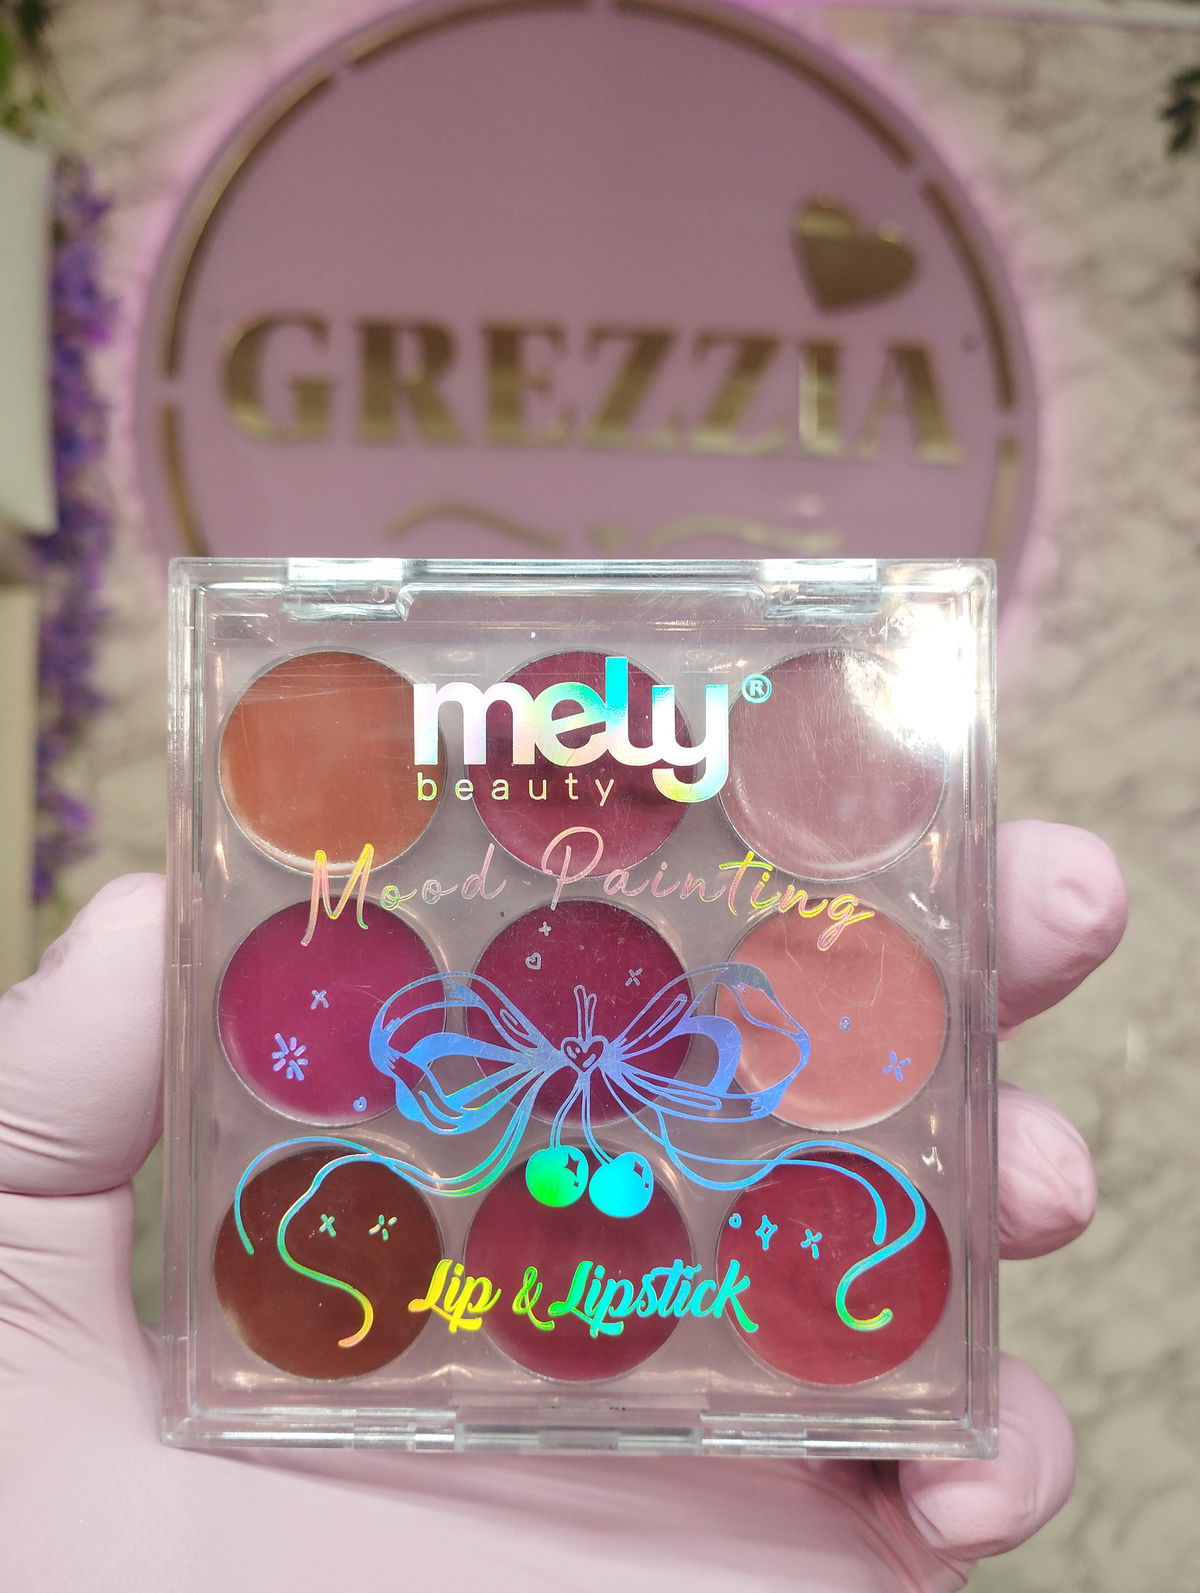 GREZZIA
mely®
beauty
Mood Painting
Lip & Lipstick